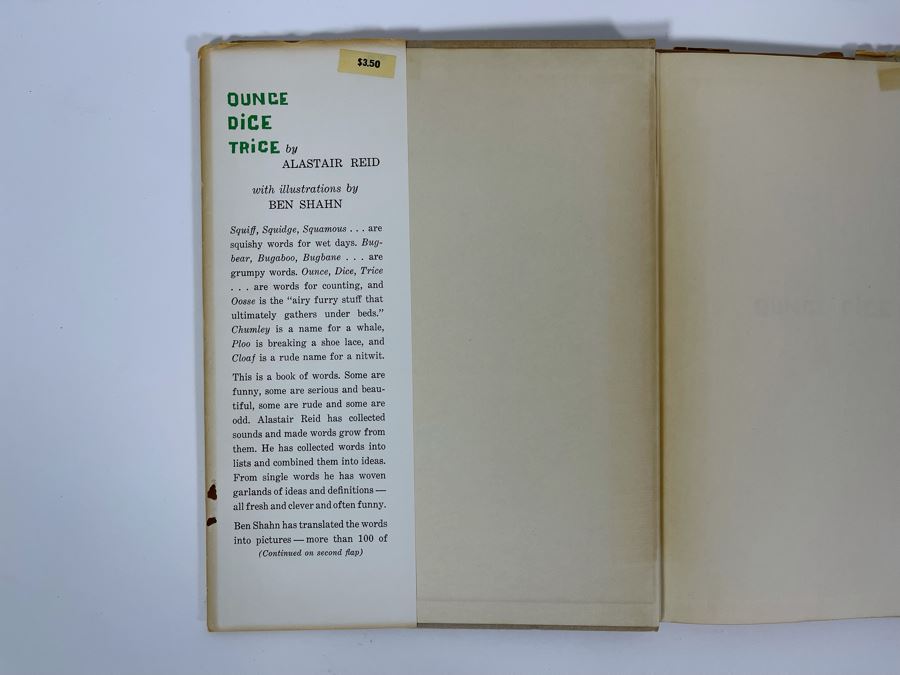 $3.50
OUNCE
DiCE
TRiCE by
ALASTAIR REID
with illustrations by
BEN SHAHN
Squiff, Squidge, Squamous . . . are
squishy words for wet days. Bug-
bear, Bugaboo, Bugbane . . . are
grumpy words. Ounce, Dice, Trice
. . . are words for counting, and
Oosse is the “airy furry stuff that
ultimately gathers under beds.”
Chumley is a name for a whale,
Ploo is breaking a shoe lace, and
Cloaf is a rude name for a nitwit.
This is a book of words. Some are
funny, some are serious and beau-
tiful, some are rude and some are
odd. Alastair Reid has collected
sounds and made words grow from
them. He has collected words into
lists and combined them into ideas.
From single words he has woven
garlands of ideas and definitions —
all fresh and clever and often funny.
Ben Shahn has translated the words
into pictures — more than 100 of
(Continued on second flap)
OUNCE DiCE